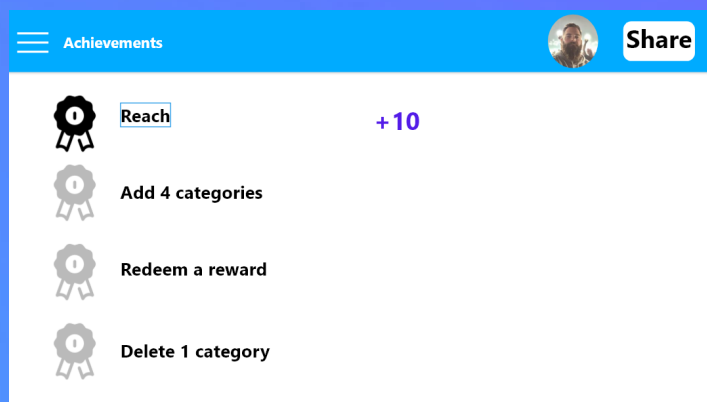 Achievements
Share
Reach
+10
Add 4 categories
Redeem a reward
Delete 1 category